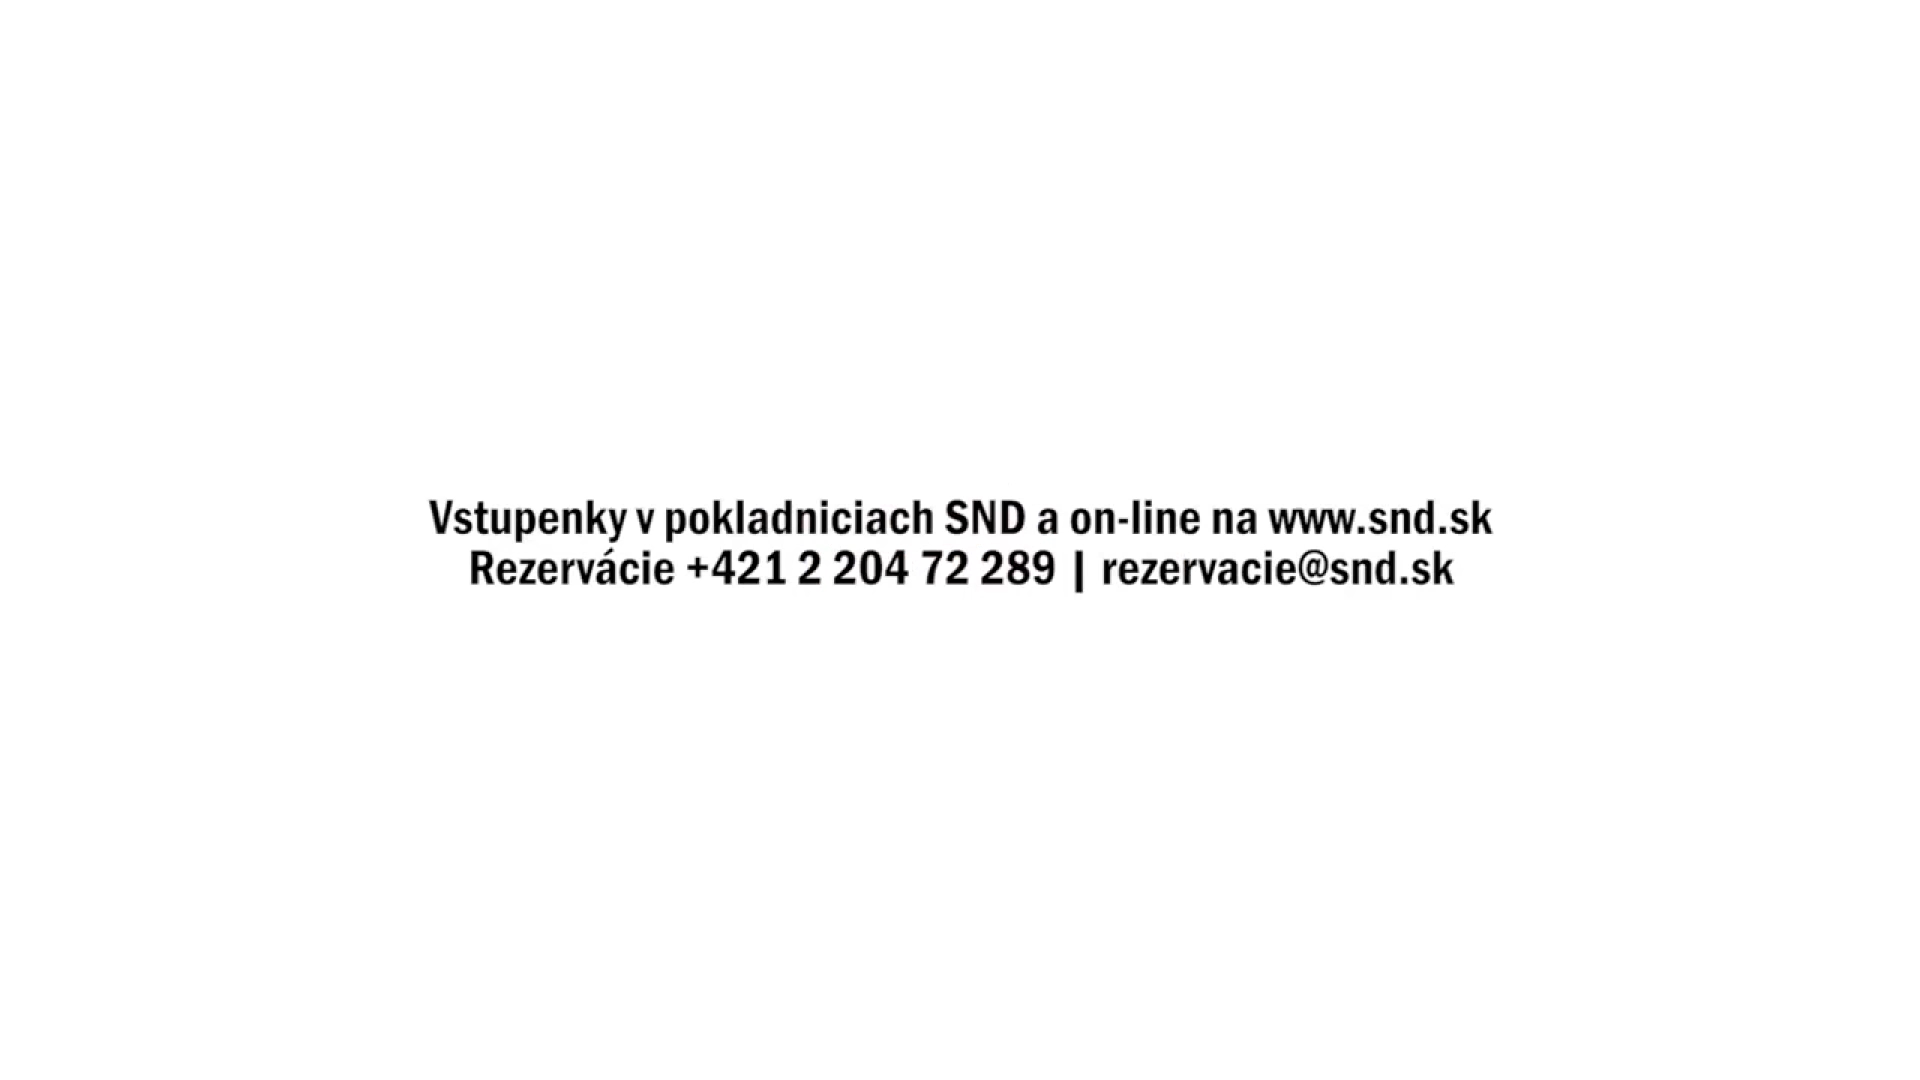 Vstupenky v pokladniciach SND a on-line na www.snd.sk
Rezervácie +421 2 204 72 289 | rezervacie@snd.sk